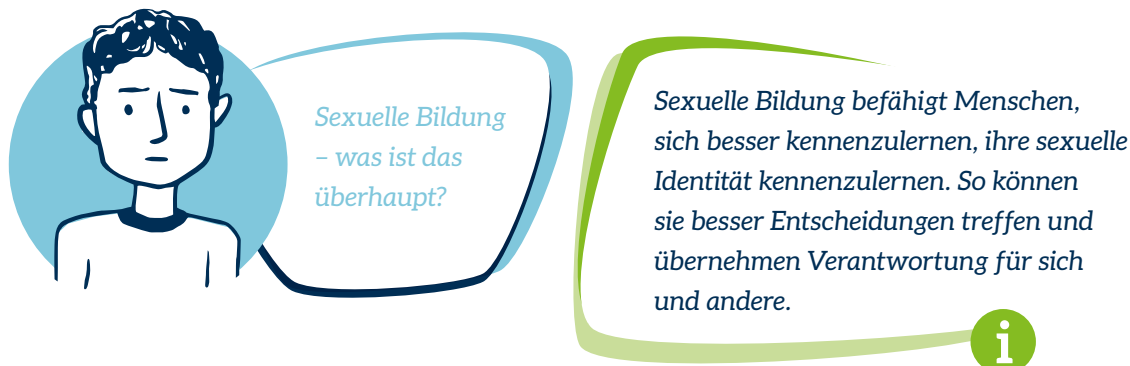 Sexuelle Bildung
– was ist das
überhaupt?
Sexuelle Bildung befähigt Menschen,
sich besser kennenzulernen, ihre sexuelle
Identität kennenzulernen. So können
sie besser Entscheidungen treffen und
übernehmen Verantwortung für sich
und andere.
i